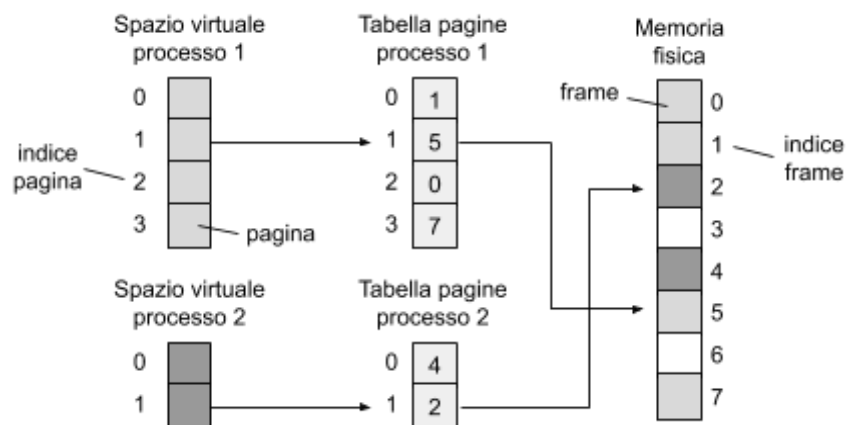 Spazio virtuale
processo 1
Tabella pagine
processo 1
Memoria
fisica
0
1
2
3
indice
pagina
pagina
0 1
1 5
2 0
3 7
frame
0
1
2
3
4
5
6
7
indice
frame
Spazio virtuale
processo 2
Tabella pagine
processo 2
0
1
0 4
1 2